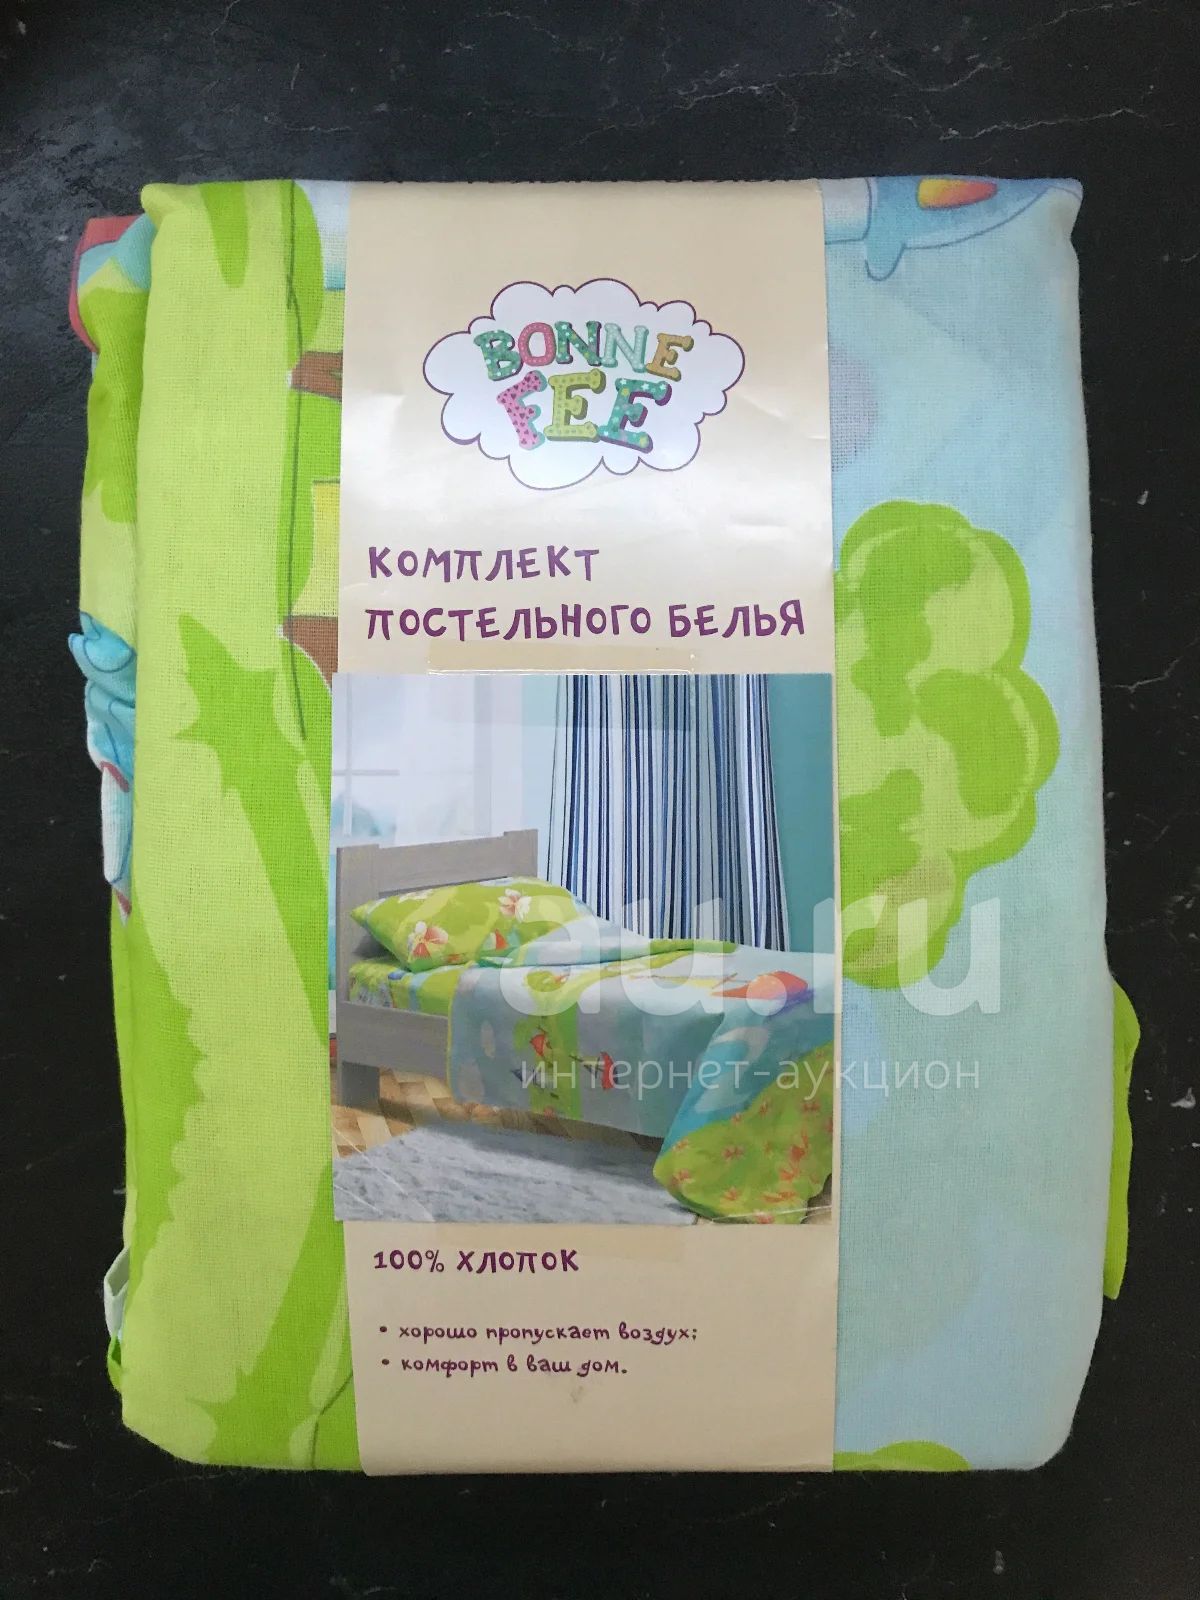 BONNE
FEE
КОМПЛЕКТ
ПОСТЕЛЬНОГО БЕЛЬЯ
au.ru
интернет-аукцион
100% ХЛОПОК
• хорошо пропускает воздух;
• комфорт в ваш дом.